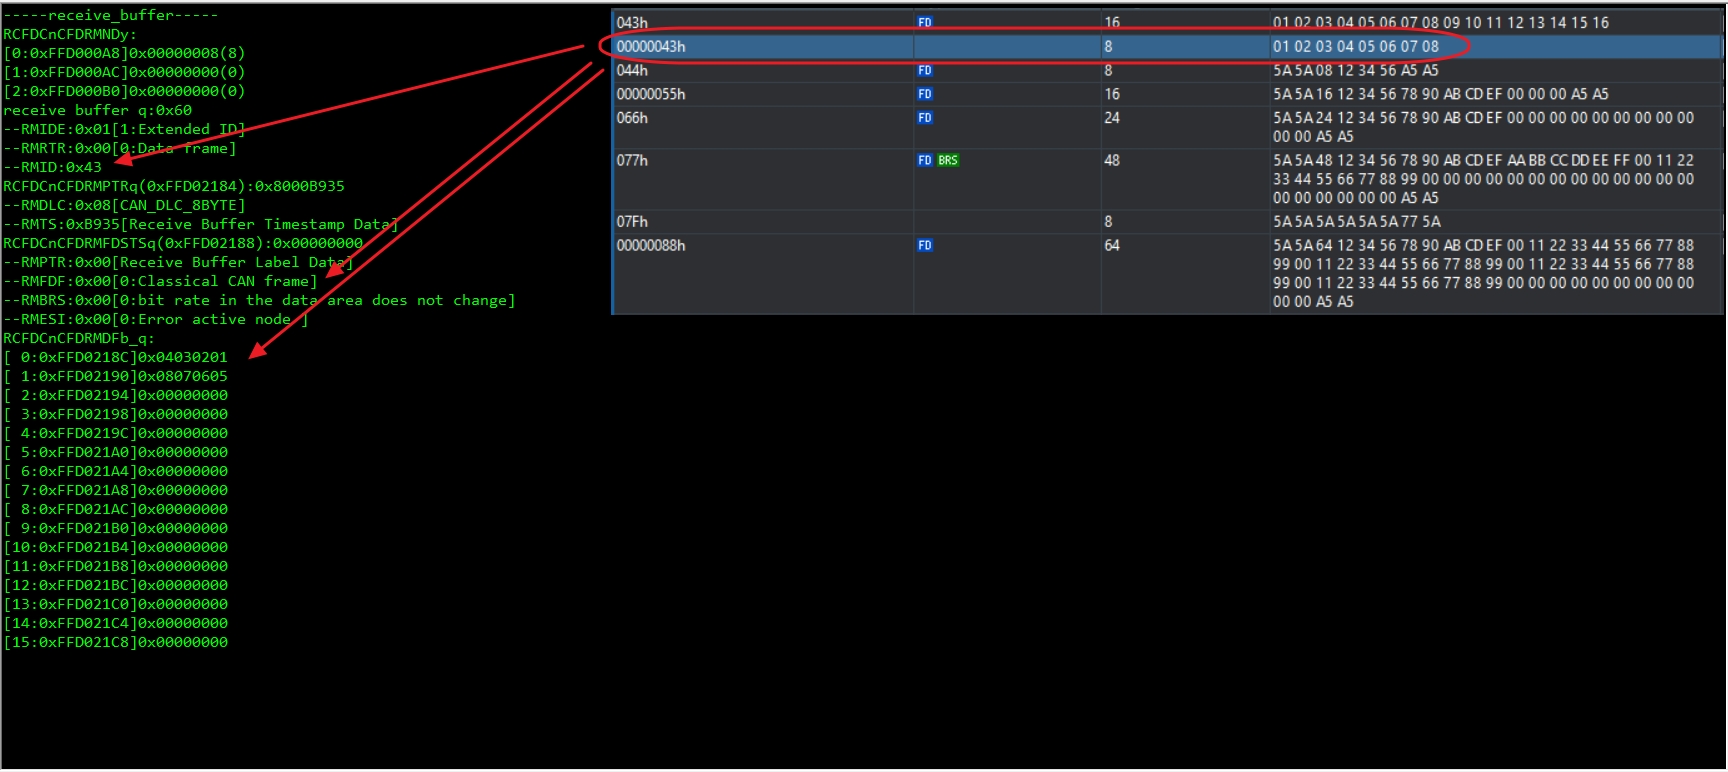 -----receive_buffer-----
RCFDCnCFDRMNDy:
[0:0xFFD000A8]0x00000008(8)
[1:0xFFD000AC]0x00000000(0)
[2:0xFFD000B0]0x00000000(0)
receive buffer q:0x60
--RMIDE:0x01[1:Extended ID]
--RMRTR:0x00[0:Data frame]
--RMID:0x43
RCFDCnCFDRMPTRq(0xFFD02184):0x8000B935
--RMDLC:0x08[CAN_DLC_8BYTE]
--RMTS:0xB935[Receive Buffer Timestamp Data]
RCFDCnCFDRMFDSTSq(0xFFD02188):0x00000000
--RMPTR:0x00[Receive Buffer Label Data]
--RMFDF:0x00[0:Classical CAN frame]
--RMBRS:0x00[0:bit rate in the data area does not change]
--RMESI:0x00[0:Error active node ]
RCFDCnCFDRMDFb_q:
[ 0:0xFFD0218C]0x04030201
[ 1:0xFFD02190]0x08070605
[ 2:0xFFD02194]0x00000000
[ 3:0xFFD02198]0x00000000
[ 4:0xFFD0219C]0x00000000
[ 5:0xFFD021A0]0x00000000
[ 6:0xFFD021A4]0x00000000
[ 7:0xFFD021A8]0x00000000
[ 8:0xFFD021AC]0x00000000
[ 9:0xFFD021B0]0x00000000
[10:0xFFD021B4]0x00000000
[11:0xFFD021B8]0x00000000
[12:0xFFD021BC]0x00000000
[13:0xFFD021C0]0x00000000
[14:0xFFD021C4]0x00000000
[15:0xFFD021C8]0x00000000
043h FD 16 01 02 03 04 05 06 07 08 09 10 11 12 13 14 15 16
00000043h 8 01 02 03 04 05 06 07 08
044h FD 8 5A 5A 08 12 34 56 A5 A5
00000055h FD 16 5A 5A 16 12 34 56 78 90 AB CD EF 00 00 00 A5 A5
066h FD 24 5A 5A 24 12 34 56 78 90 AB CD EF 00 00 00 00 00 00 00 00 00
00 00 A5 A5
077h FD BRS 48 5A 5A 48 12 34 56 78 90 AB CD EF AA BB CC DD EE FF 00 11 22
33 44 55 66 77 88 99 00 00 00 00 00 00 00 00 00 00 00 00 00 00 00
00 00 00 00 00 00 A5 A5
07Fh 8 5A 5A 5A 5A 5A 5A 77 5A
00000088h FD 64 5A 5A 64 12 34 56 78 90 AB CD EF 00 11 22 33 44 55 66 77 88
99 00 11 22 33 44 55 66 77 88 99 00 11 22 33 44 55 66 77 88
99 00 11 22 33 44 55 66 77 88 99 00 00 00 00 00 00 00 00 00 00 00
00 00 A5 A5